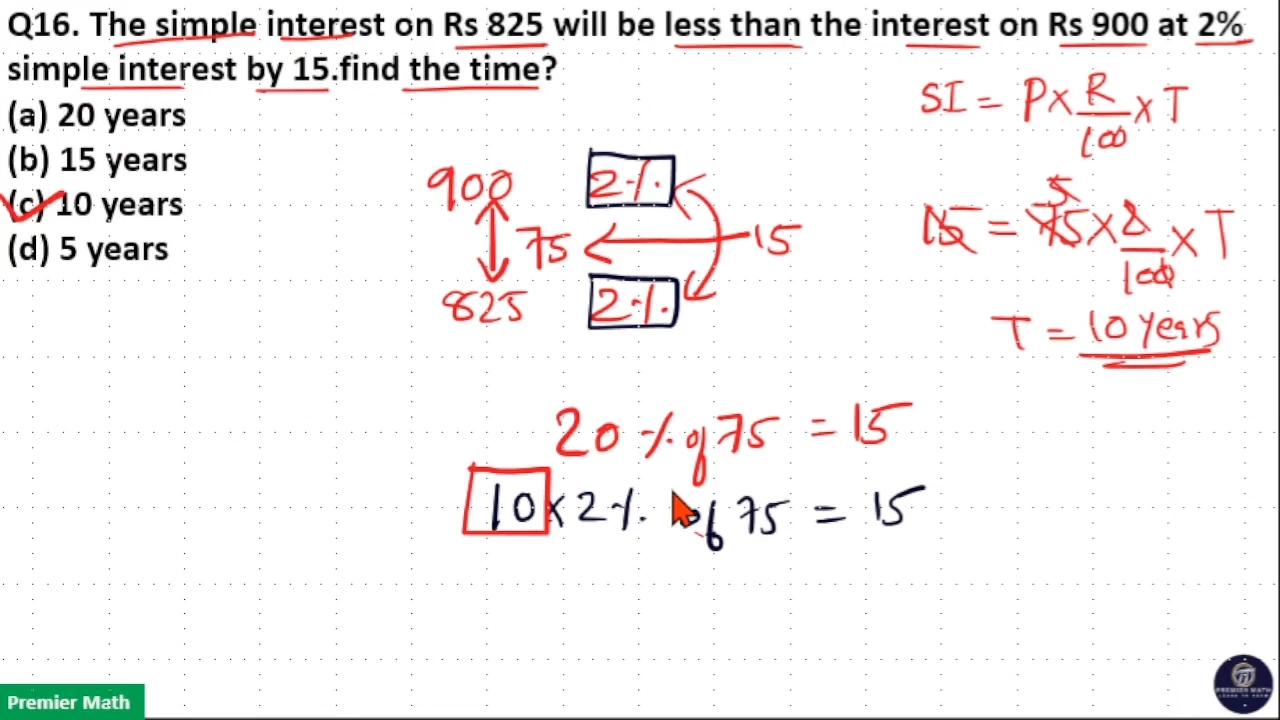 Q16. The simple interest on Rs 825 will be less than the interest on Rs 900 at 2%
simple interest by 15.find the time?
(a) 20 years
(b) 15 years
(c) 10 years
(d) 5 years
SI = P × R/100 × T
900 2%
75 15
825 2%
5
15 = 75 × 2/100 × T
T = 10 years
20 % of 75 = 15
10 × 2% of 75 = 15
Premier Math
PREMIER MATH